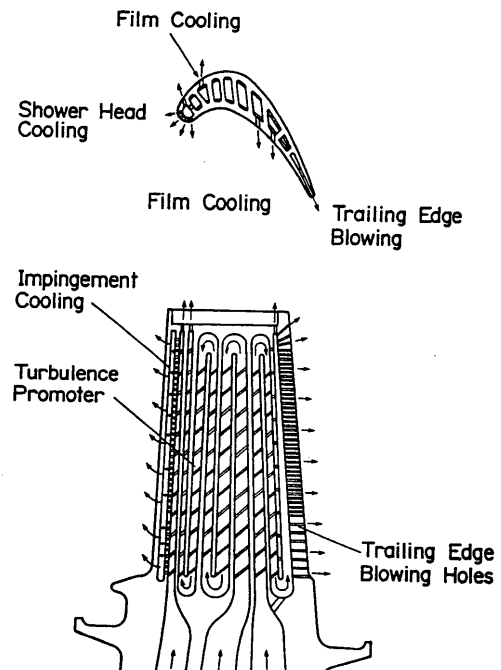 Film Cooling
Shower Head
Cooling
Film Cooling
Trailing Edge
Blowing
Impingement
Cooling
Turbulence
Promoter
Trailing Edge
Blowing Holes